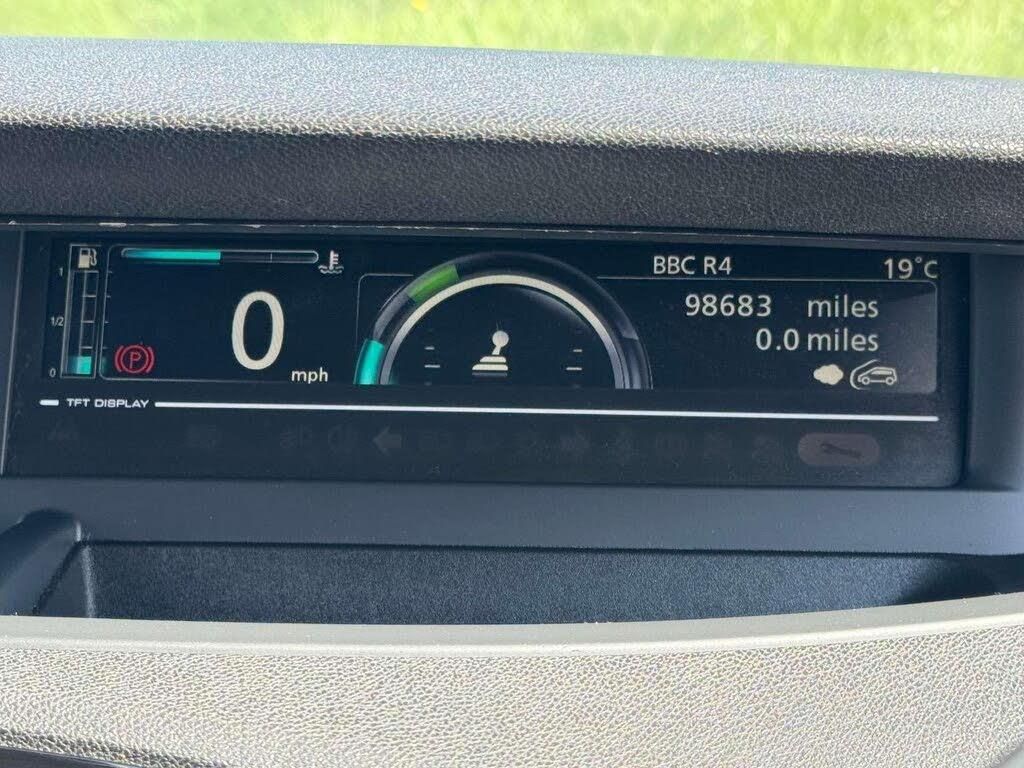 BBC R4 19°C
1
98683 miles
1/2
0
0.0 miles
P
0
mph
TFT DISPLAY